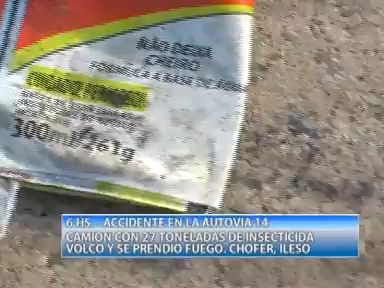 NÃO DEIXA
CHEIRO
FÓRMULA À BASE DE
300ml/261g
6 HS. ACCIDENTE EN LA AUTOVIA 14
CAMION CON 27 TONELADAS DE INSECTICIDA
VOLCO Y SE PRENDIO FUEGO. CHOFER, ILESO